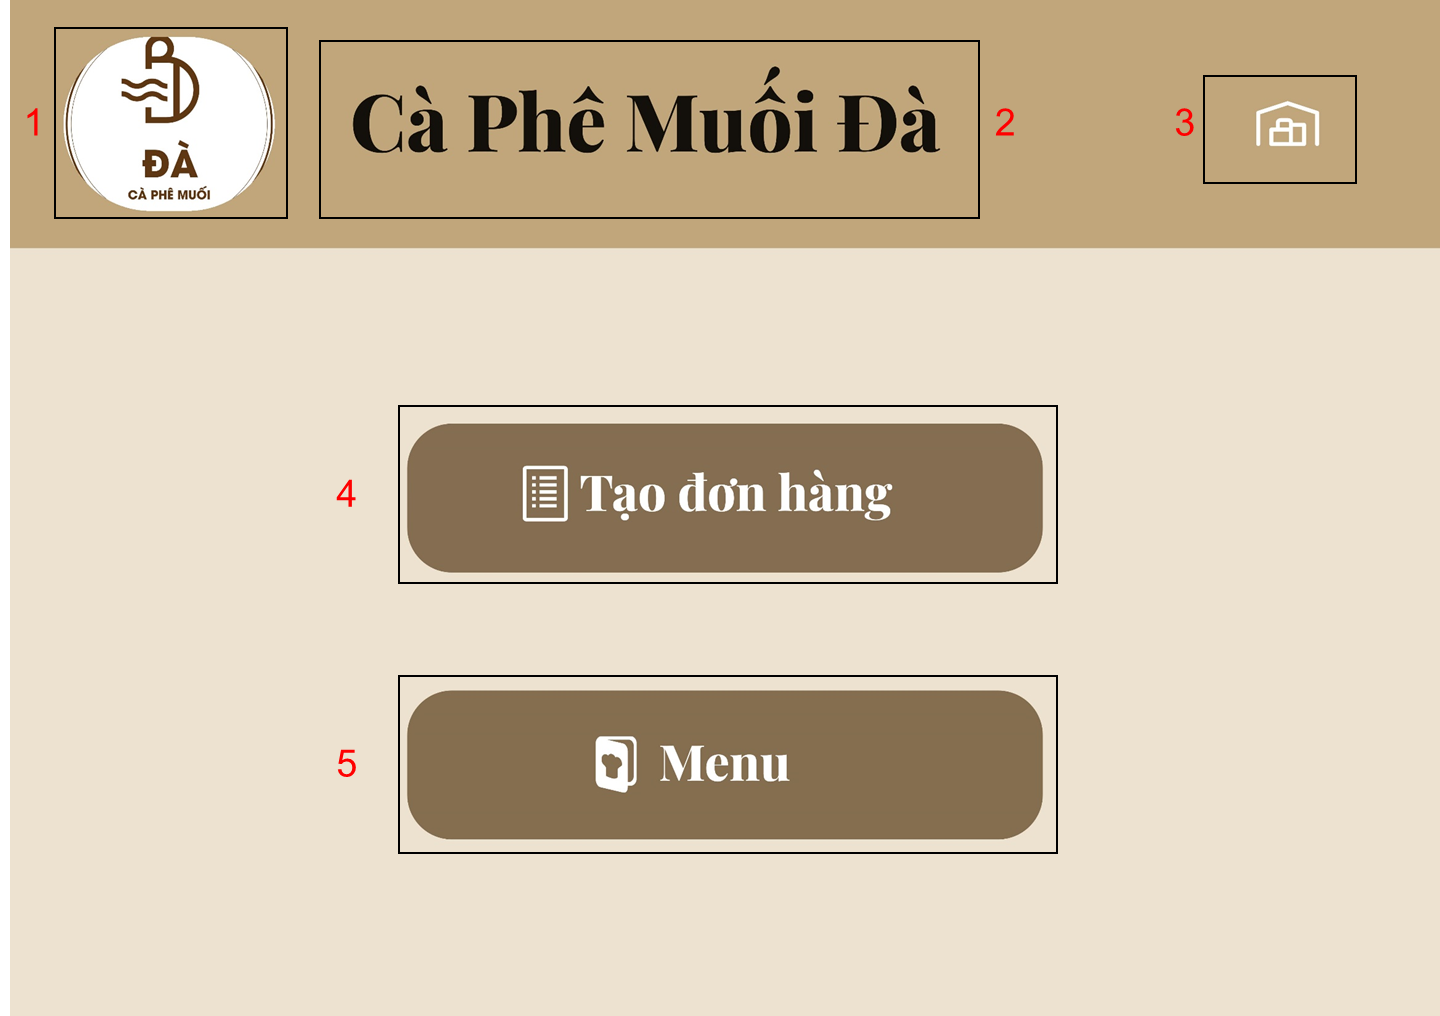 1
ĐÀ
CÀ PHÊ MUỐI
Cà Phê Muối Đà
2
3
4
Tạo đơn hàng
5
Menu